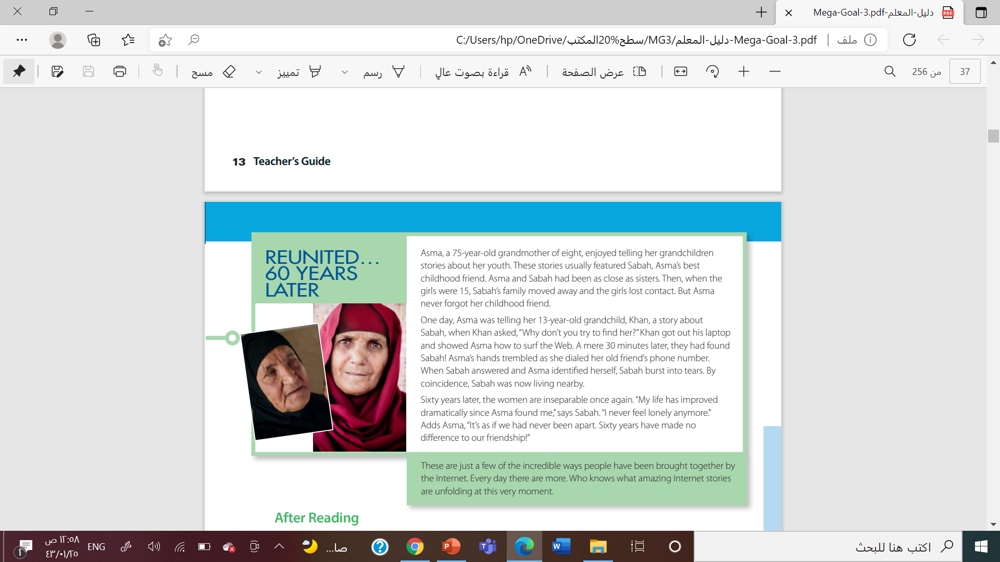 دليل-المعلم-Mega-Goal-3.pdf
ملف
C:/Users/hp/OneDrive/سطح%20المكتب/MG3/دليل-المعلم-Mega-Goal-3.pdf
37
من 256
عرض الصفحة
قراءة بصوت عالٍ
رسم
تمييز
مسح
13 Teacher's Guide
REUNITED...
60 YEARS
LATER
Asma, a 75-year-old grandmother of eight, enjoyed telling her grandchildren
stories about her youth. These stories usually featured Sabah, Asma's best
childhood friend. Asma and Sabah had been as close as sisters. Then, when the
girls were 15, Sabah's family moved away and the girls lost contact. But Asma
never forgot her childhood friend.
One day, Asma was telling her 13-year-old grandchild, Khan, a story about
Sabah, when Khan asked, “Why don't you try to find her?” Khan got out his laptop
and showed Asma how to surf the Web. A mere 30 minutes later, they had found
Sabah! Asma's hands trembled as she dialed her old friend's phone number.
When Sabah answered and Asma identified herself, Sabah burst into tears. By
coincidence, Sabah was now living nearby.
Sixty years later, the women are inseparable once again. “My life has improved
dramatically since Asma found me,” says Sabah. “I never feel lonely anymore.”
Adds Asma, “It's as if we had never been apart. Sixty years have made no
difference to our friendship!”
These are just a few of the incredible ways people have been brought together by
the Internet. Every day there are more. Who knows what amazing Internet stories
are unfolding at this very moment.
After Reading
اكتب هنا للبحث
صا...
ENG
١٢:٥٨ ص
٤٣/٠١/٢٥
١